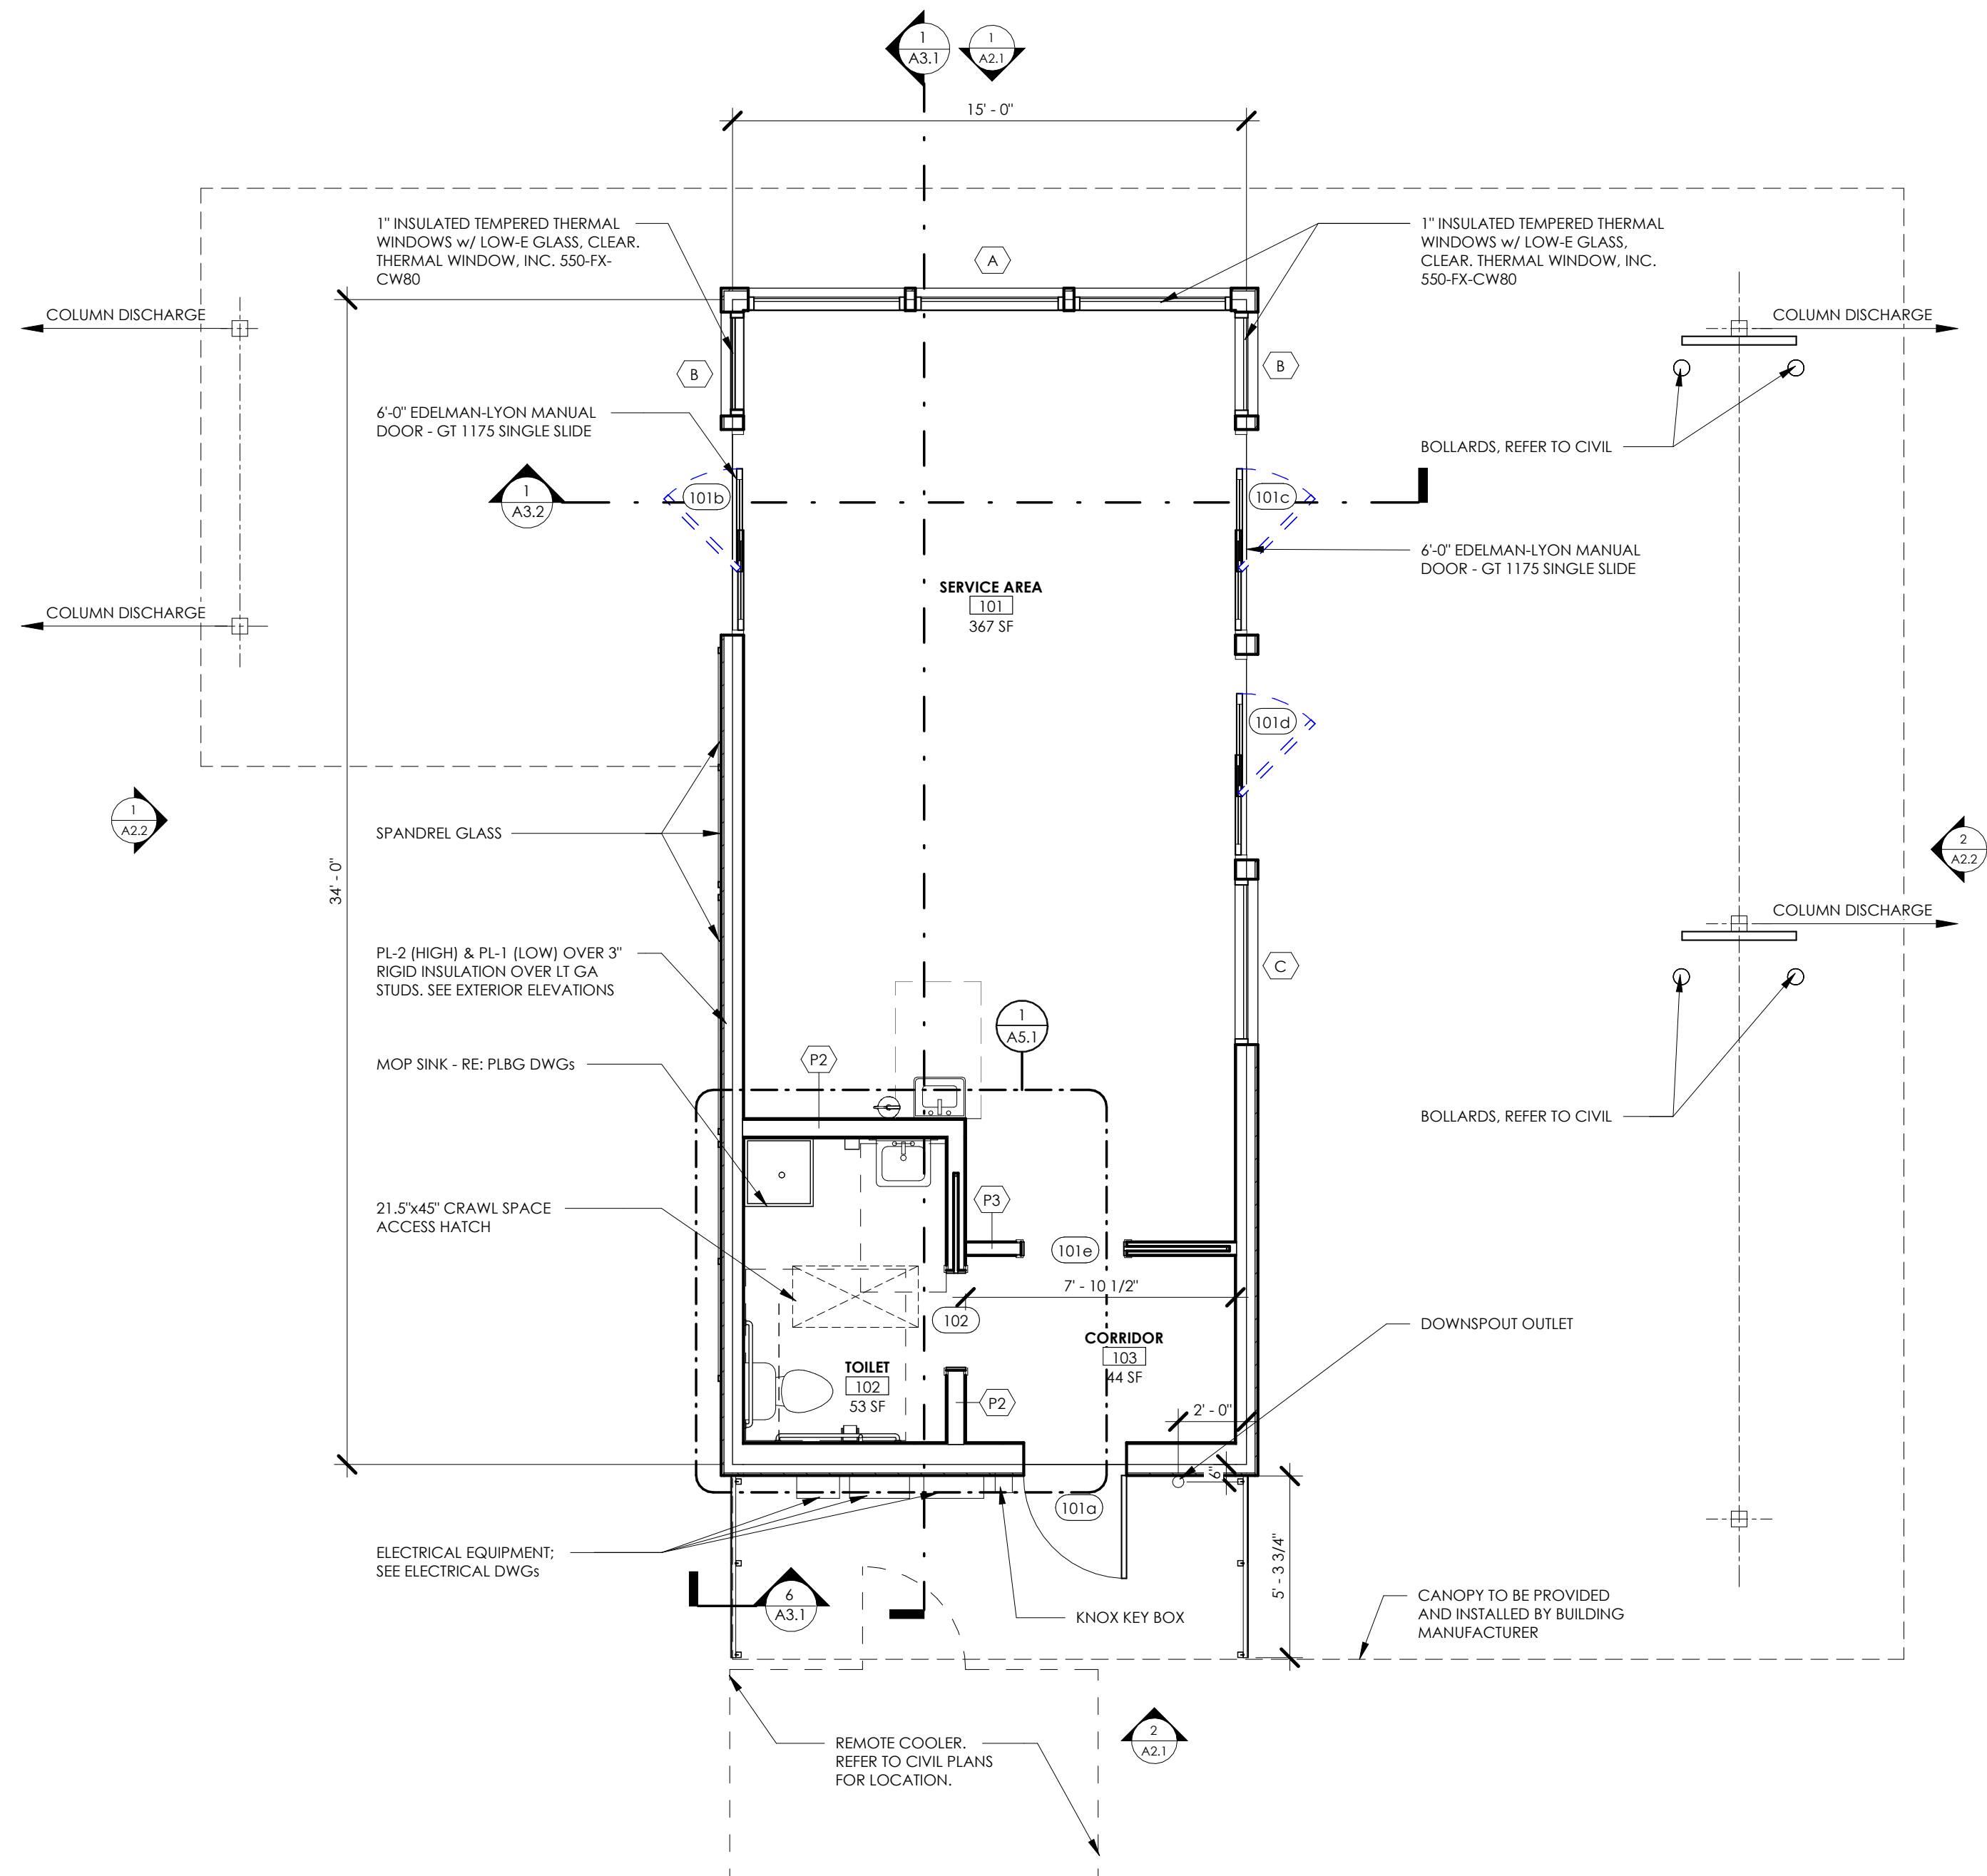 1
A3.1
1
A2.1
15' - 0"
1" INSULATED TEMPERED THERMAL
WINDOWS w/ LOW-E GLASS, CLEAR.
THERMAL WINDOW, INC. 550-FX-
CW80
A
1" INSULATED TEMPERED THERMAL
WINDOWS w/ LOW-E GLASS,
CLEAR. THERMAL WINDOW, INC.
550-FX-CW80
COLUMN DISCHARGE
COLUMN DISCHARGE
B
B
6'-0" EDELMAN-LYON MANUAL
DOOR - GT 1175 SINGLE SLIDE
BOLLARDS, REFER TO CIVIL
1
A3.2
101b
101c
6'-0" EDELMAN-LYON MANUAL
DOOR - GT 1175 SINGLE SLIDE
SERVICE AREA
101
367 SF
COLUMN DISCHARGE
101d
1
A2.2
SPANDREL GLASS
2
A2.2
34' - 0"
COLUMN DISCHARGE
PL-2 (HIGH) & PL-1 (LOW) OVER 3"
RIGID INSULATION OVER LT GA
STUDS. SEE EXTERIOR ELEVATIONS
C
1
A5.1
MOP SINK - RE: PLBG DWGs
P2
C
BOLLARDS, REFER TO CIVIL
21.5"x45" CRAWL SPACE
ACCESS HATCH
P3
101e
7' - 10 1/2"
102
DOWNSPOUT OUTLET
CORRIDOR
103
44 SF
TOILET
102
53 SF
P2
2' - 0"
6"
101a
ELECTRICAL EQUIPMENT;
SEE ELECTRICAL DWGs
5' - 3 3/4"
6
A3.1
KNOX KEY BOX
CANOPY TO BE PROVIDED
AND INSTALLED BY BUILDING
MANUFACTURER
REMOTE COOLER.
REFER TO CIVIL PLANS
FOR LOCATION.
2
A2.1